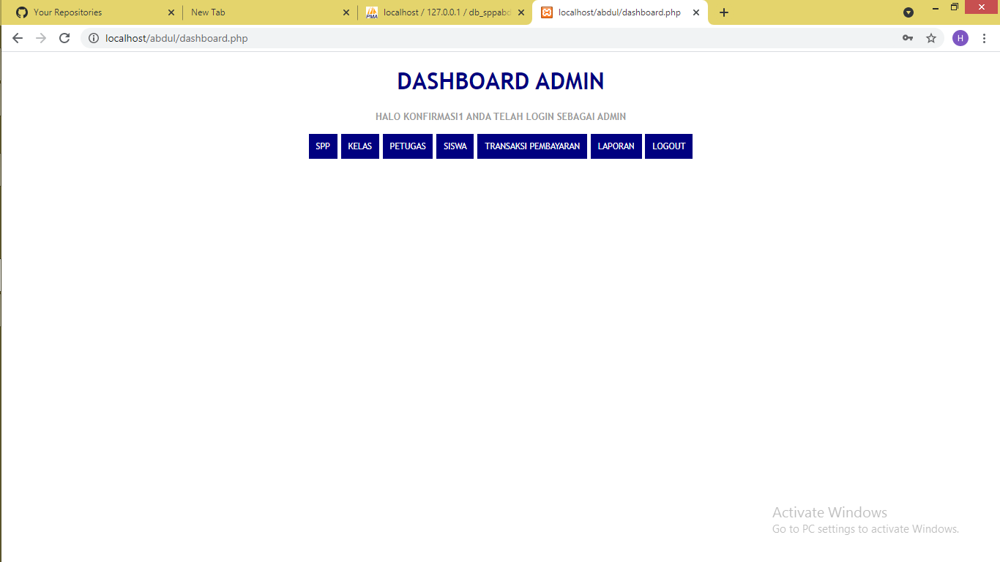 Your Repositories
New Tab
PMA localhost / 127.0.0.1 / db_sppabd
localhost/abdul/dashboard.php
localhost/abdul/dashboard.php
H
DASHBOARD ADMIN
HALO KONFIRMASI1 ANDA TELAH LOGIN SEBAGAI ADMIN
SPP KELAS PETUGAS SISWA TRANSAKSI PEMBAYARAN LAPORAN LOGOUT
Activate Windows
Go to PC settings to activate Windows.